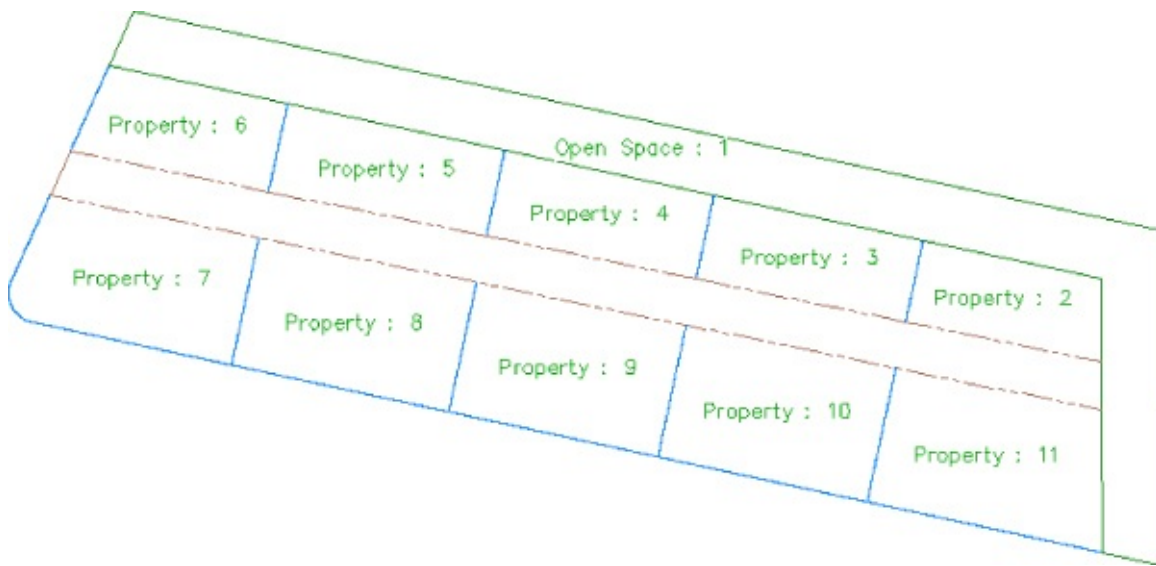 Open Space : 1
Property : 6
Property : 5
Property : 4
Property : 3
Property : 2
Property : 7
Property : 8
Property : 9
Property : 10
Property : 11